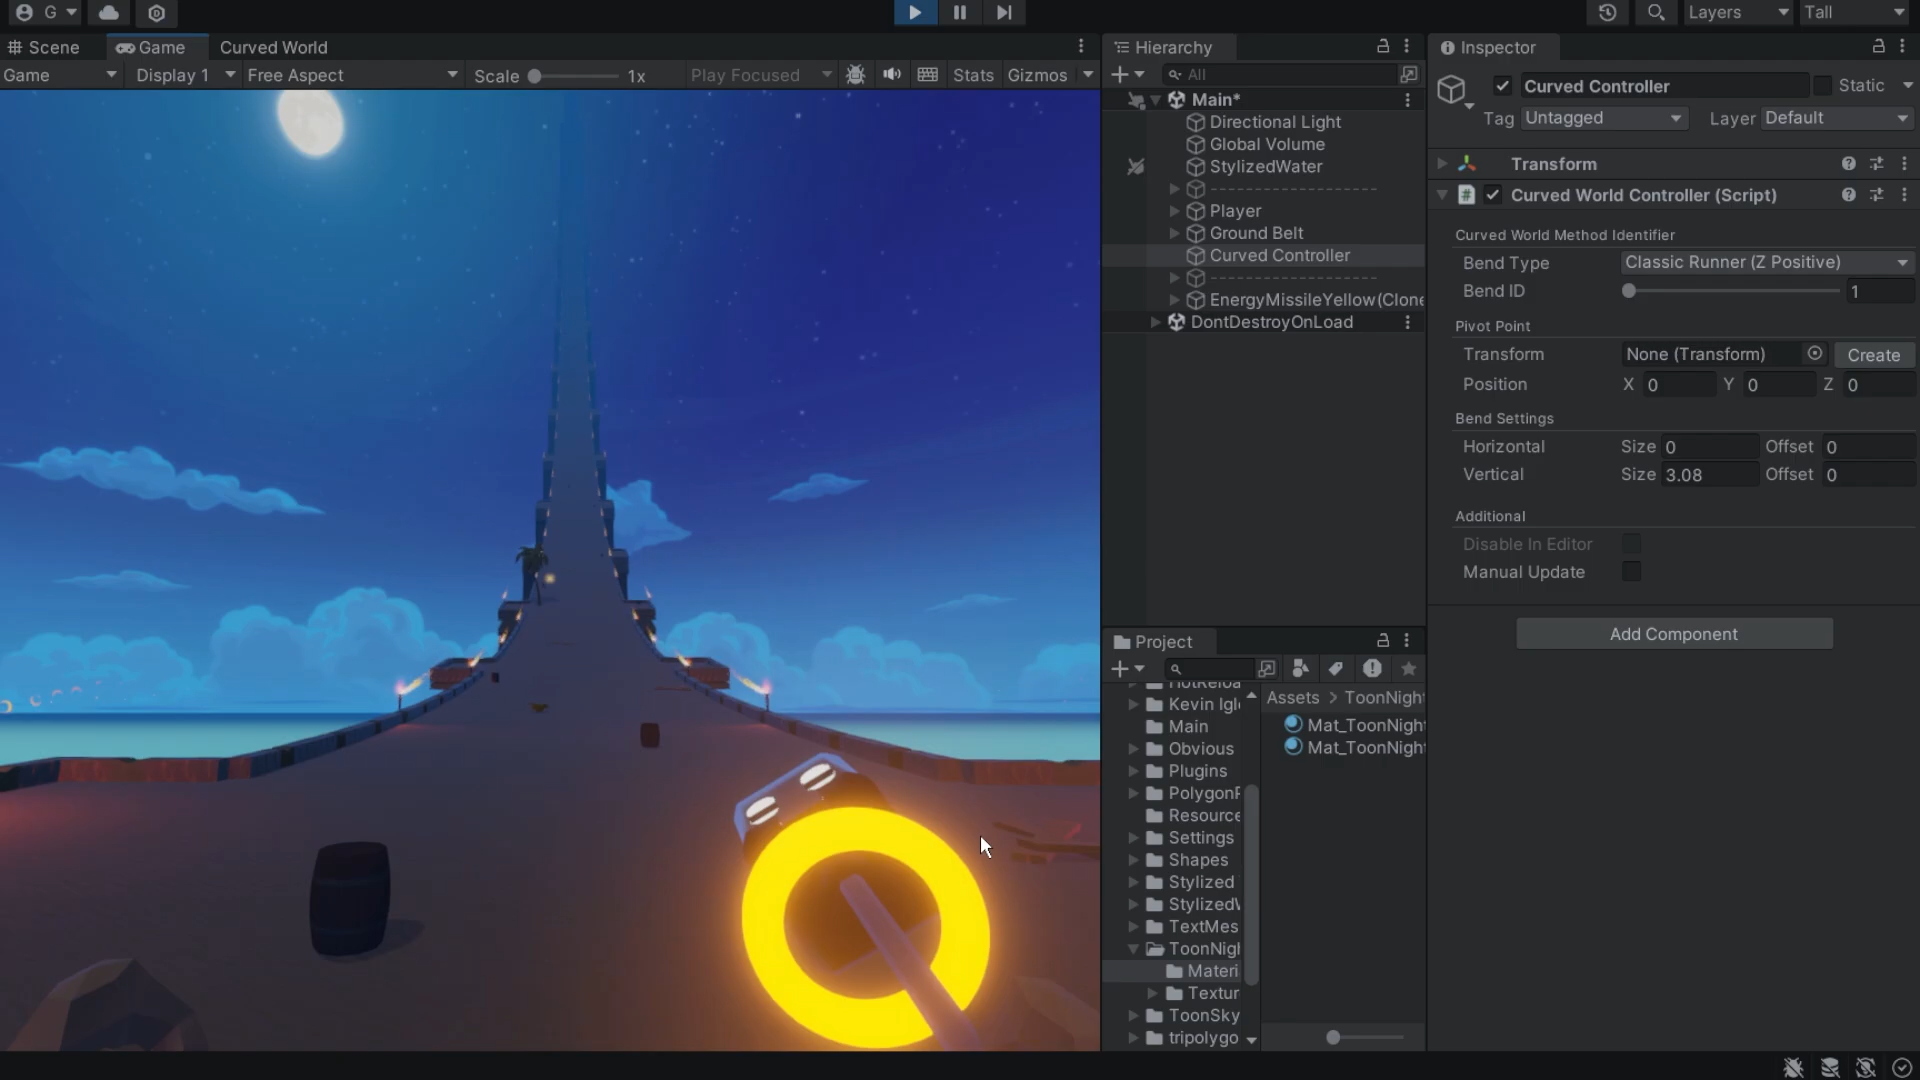 G
Layers
Tall
Scene
Game
Curved World
Game
Display 1
Free Aspect
Scale
1x
Play Focused
Stats
Gizmos
Hierarchy
All
Main*
Directional Light
Global Volume
StylizedWater
-------------------
Player
Ground Belt
Curved Controller
-------------------
EnergyMissileYellow(Clone
DontDestroyOnLoad
Project
Assets > ToonNight
Kevin Igl
Main
Obvious
Plugins
PolygonF
Resource
Settings
Shapes
Stylized
StylizedW
TextMes
ToonNigh
Materi
Textur
ToonSky
tripolygo
Mat_ToonNight
Mat_ToonNight
Inspector
Curved Controller
Static
Tag Untagged
Layer Default
Transform
# Curved World Controller (Script)
Curved World Method Identifier
Bend Type Classic Runner (Z Positive)
Bend ID 1
Pivot Point
Transform None (Transform) Create
Position X 0 Y 0 Z 0
Bend Settings
Horizontal Size 0 Offset 0
Vertical Size 3.08 Offset 0
Additional
Disable In Editor
Manual Update
Add Component